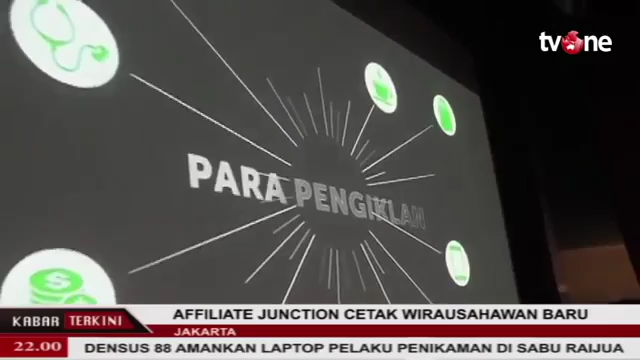 tvOne
PARA PENGIKLAN
$
KABAR TERKINI
AFFILIATE JUNCTION CETAK WIRAUSAHAWAN BARU
JAKARTA
22.00
DENSUS 88 AMANKAN LAPTOP PELAKU PENIKAMAN DI SABU RAIJUA